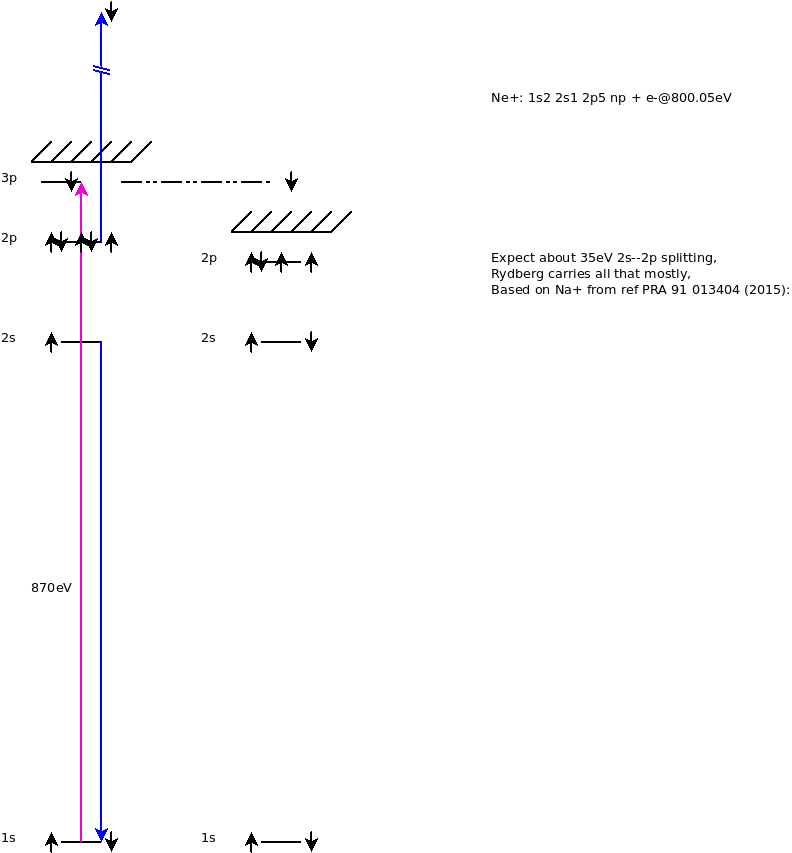 Ne+: 1s2 2s1 2p5 np + e-@800.05eV
3p
2p
2p
Expect about 35eV 2s--2p splitting,
Rydberg carries all that mostly,
Based on Na+ from ref PRA 91 013404 (2015):
2s
2s
870eV
1s
1s